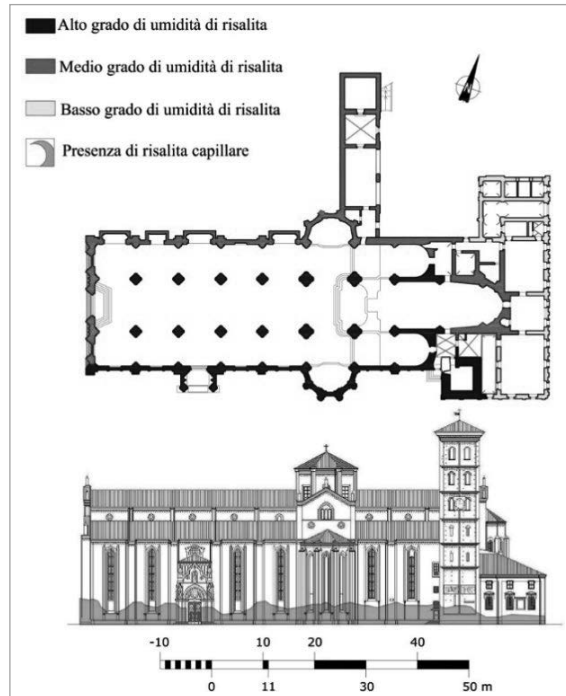 Alto grado di umidità di risalita
Medio grado di umidità di risalita
Basso grado di umidità di risalita
Presenza di risalita capillare
-10 10 20 40
0 11 30 50 m